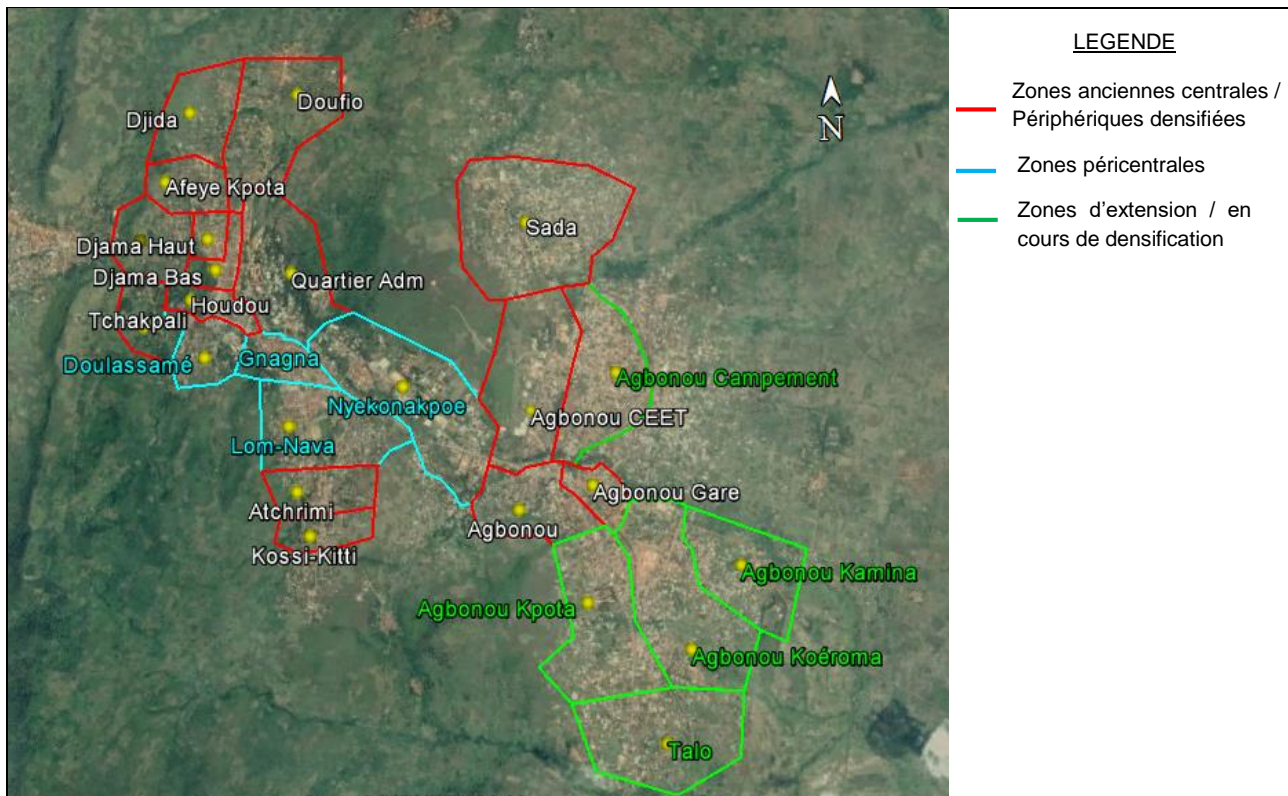 LEGENDE
Zones anciennes centrales /
Périphériques densifiées
Zones péricentrales
Zones d'extension / en
cours de densification
N
Doufio
Djida
Afeye Kpota
Sada
Djama Haut
Djama Bas
Quartier Adm
Houdou
Tchakpali
Doulassamé
Gnagna
Nyekonakpoe
Agbonou Campement
Agbonou CEET
Lom-Nava
Atchrimi
Agbonou Gare
Agbonou
Kossi-Kitti
Agbonou Kamina
Agbonou Kpota
Agbonou Koéroma
Talo